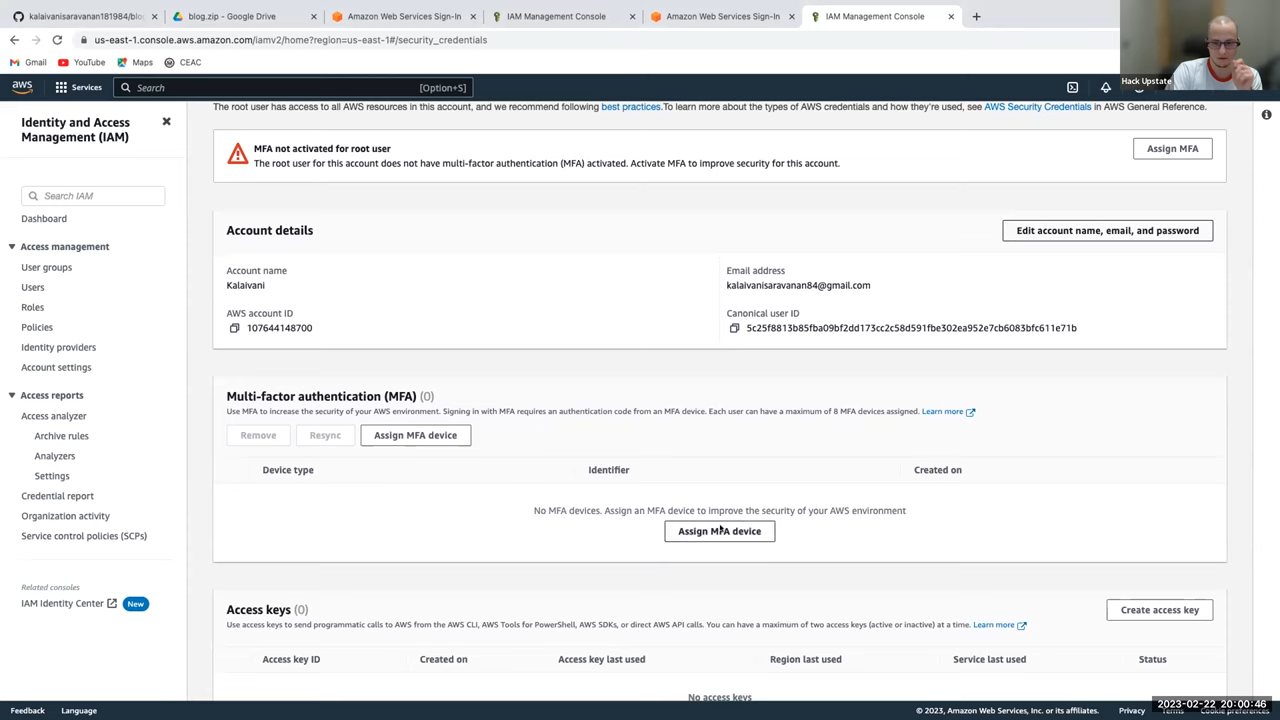 kalaivanisaravan181984/blo
blog.zip - Google Drive
Amazon Web Services Sign-In
IAM Management Console
Amazon Web Services Sign-In
IAM Management Console
us-east-1.console.aws.amazon.com/iamv2/home?region=us-east-1#/security_credentials
Gmail YouTube Maps CEAC
Hack Upstate
aws Services Search [Option+S]
Identity and Access Management (IAM)
Search IAM
Dashboard
Access management
User groups
Users
Roles
Policies
Identity providers
Account settings
Access reports
Access analyzer
Archive rules
Analyzers
Settings
Credential report
Organization activity
Service control policies (SCPs)
Related consoles
IAM Identity Center New
The root user has access to all AWS resources in this account, and we recommend following best practices.To learn more about the types of AWS credentials and how they're used, see AWS Security Credentials in AWS General Reference.
MFA not activated for root user
The root user for this account does not have multi-factor authentication (MFA) activated. Activate MFA to improve security for this account.
Assign MFA
Account details
Edit account name, email, and password
Account name
Kalaivani
Email address
kalaivanisaravanan84@gmail.com
AWS account ID
107644148700
Canonical user ID
5c25f8813b85fba09bf2dd173cc2c58d591fbe302ea952e7cb6083bfc611e71b
Multi-factor authentication (MFA) (0)
Use MFA to increase the security of your AWS environment. Signing in with MFA requires an authentication code from an MFA device. Each user can have a maximum of 8 MFA devices assigned. Learn more
Remove Resync Assign MFA device
Device type Identifier Created on
No MFA devices. Assign an MFA device to improve the security of your AWS environment
Assign MFA device
Access keys (0)
Create access key
Use access keys to send programmatic calls to AWS from the AWS CLI, AWS Tools for PowerShell, AWS SDKs, or direct AWS API calls. You can have a maximum of two access keys (active or inactive) at a time. Learn more
Access key ID Created on Access key last used Region last used Service last used Status
No access keys
Feedback Language
© 2023, Amazon Web Services, Inc. or its affiliates. Privacy Terms Cookie preferences
2023-02-22 20:00:46